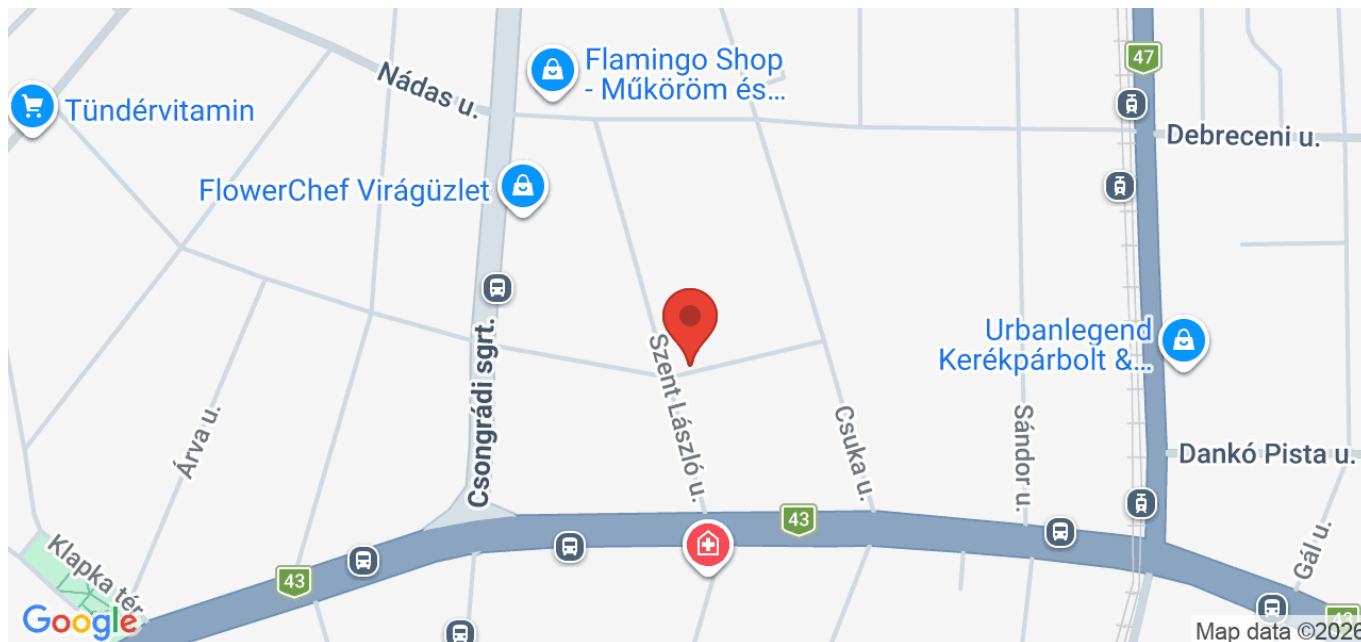 47
Flamingo Shop
- Műköröm és...
Nádas u.
Tündérvitamin
Debreceni u.
FlowerChef Virágüzlet
Csongrádi sgrt.
Szent László u.
Urbanlegend
Kerékpárbolt &...
Árva u.
Csuka u.
Sándor u.
Dankó Pista u.
43
Klapka tér
43
Gál u.
43
Google
Map data ©2026